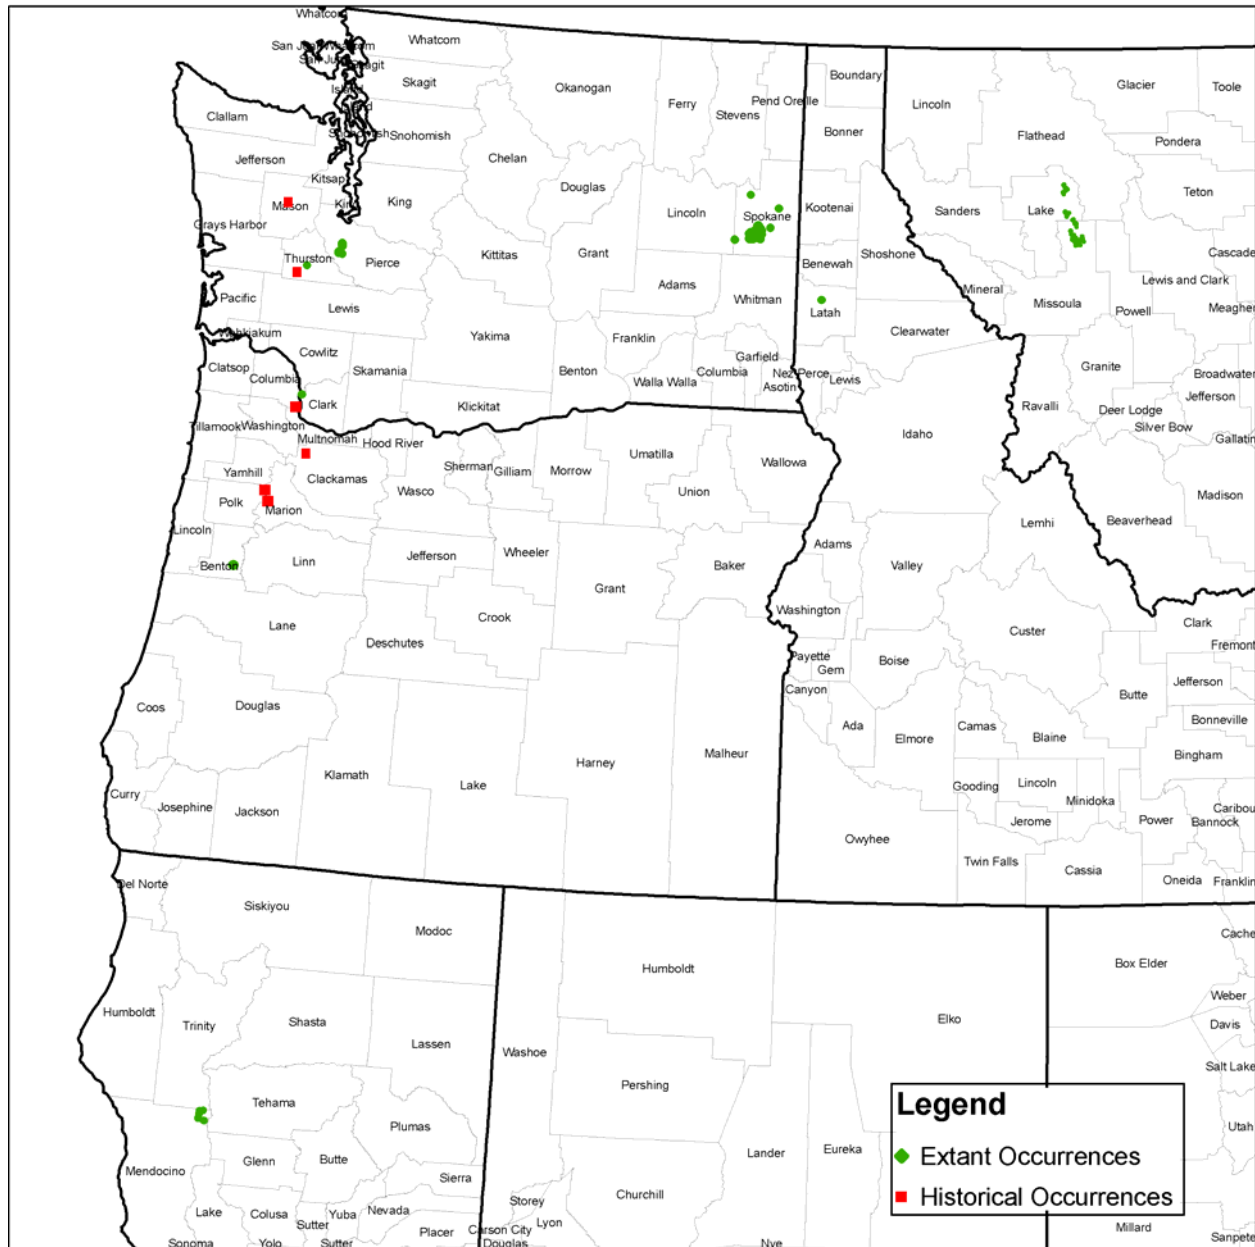 Whatcom
San Juan
Whatcom
San Juan
Skagit
Island
Island
Snohomish
Whatcom
Skagit
Snohomish
Okanogan
Ferry
Stevens
Pend Oreille
Boundary
Bonner
Lincoln
Flathead
Glacier
Toole
Pondera
Teton
Clallam
Jefferson
Kitsap
King
King
Chelan
Douglas
Lincoln
Spokane
Kootenai
Shoshone
Sanders
Lake
Cascade
Mason
Grays Harbor
Thurston
Pierce
Kittitas
Grant
Adams
Whitman
Benewah
Latah
Mineral
Missoula
Powell
Lewis and Clark
Meagher
Pacific
Lewis
Wahkiakum
Cowlitz
Skamania
Yakima
Benton
Franklin
Walla Walla
Columbia
Garfield
Asotin
Nez Perce
Lewis
Clearwater
Granite
Broadwater
Jefferson
Ravalli
Deer Lodge
Silver Bow
Gallatin
Clatsop
Columbia
Clark
Klickitat
Tillamook
Washington
Multnomah
Hood River
Yamhill
Clackamas
Wasco
Sherman
Gilliam
Morrow
Umatilla
Union
Wallowa
Idaho
Madison
Polk
Marion
Lincoln
Benton
Linn
Jefferson
Wheeler
Grant
Baker
Adams
Valley
Lemhi
Beaverhead
Washington
Custer
Clark
Fremont
Lane
Deschutes
Crook
Payette
Gem
Boise
Canyon
Butte
Jefferson
Bonneville
Coos
Douglas
Klamath
Lake
Harney
Malheur
Ada
Elmore
Camas
Blaine
Bingham
Curry
Josephine
Jackson
Gooding
Lincoln
Minidoka
Jerome
Power
Caribou
Bannock
Owyhee
Twin Falls
Cassia
Oneida
Franklin
Del Norte
Siskiyou
Modoc
Humboldt
Elko
Box Elder
Cache
Weber
Davis
Salt Lake
Utah
Humboldt
Trinity
Shasta
Lassen
Washoe
Pershing
Tehama
Plumas
Lander
Eureka
Mendocino
Glenn
Butte
Sierra
Churchill
Lake
Colusa
Sutter
Yuba
Nevada
Placer
Storey
Lyon
Carson City
Douglas
Sonoma
Yolo
Sutter
Nye
Millard
Sanpete
Legend
Extant Occurrences
Historical Occurrences